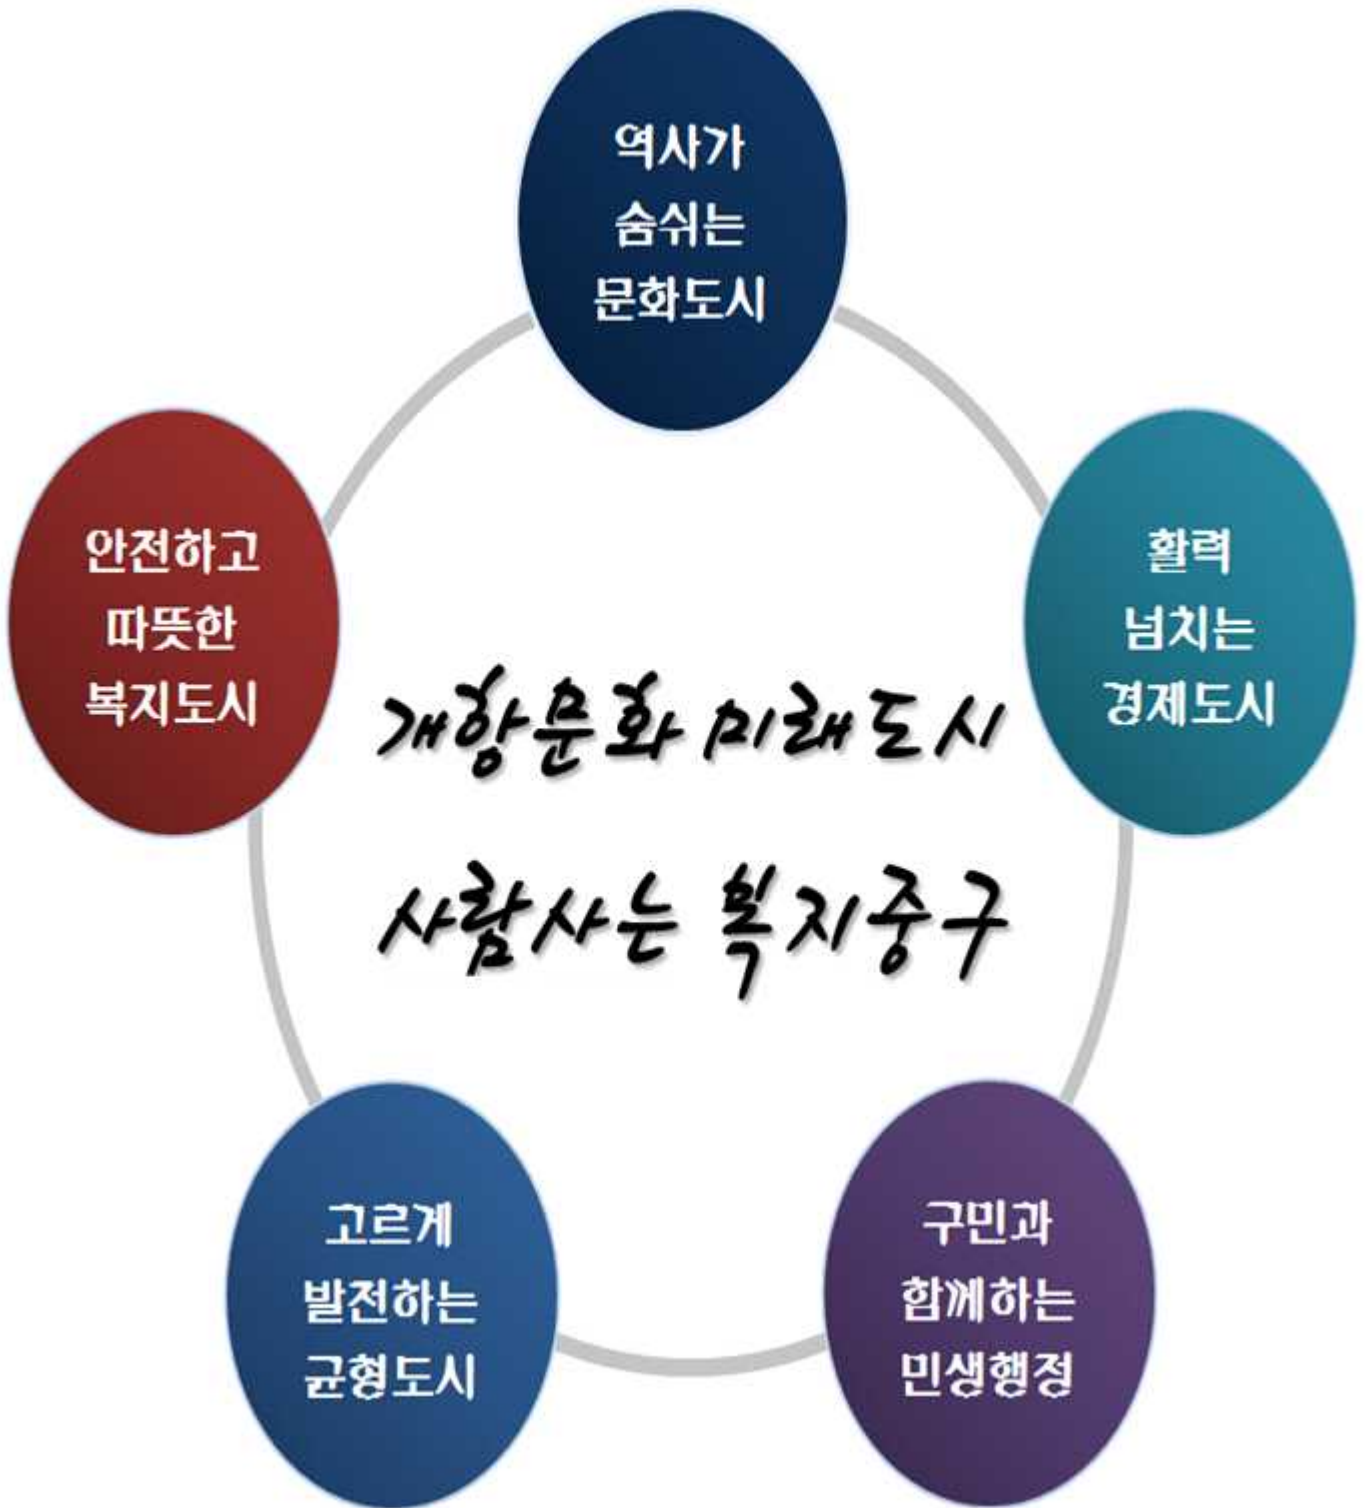 역사가
숨쉬는
문화도시
안전하고
따뜻한
복지도시
활력
넘치는
경제도시
개항문화 미래도시
사람사는 복지중구
고르게
발전하는
균형도시
구민과
함께하는
민생행정